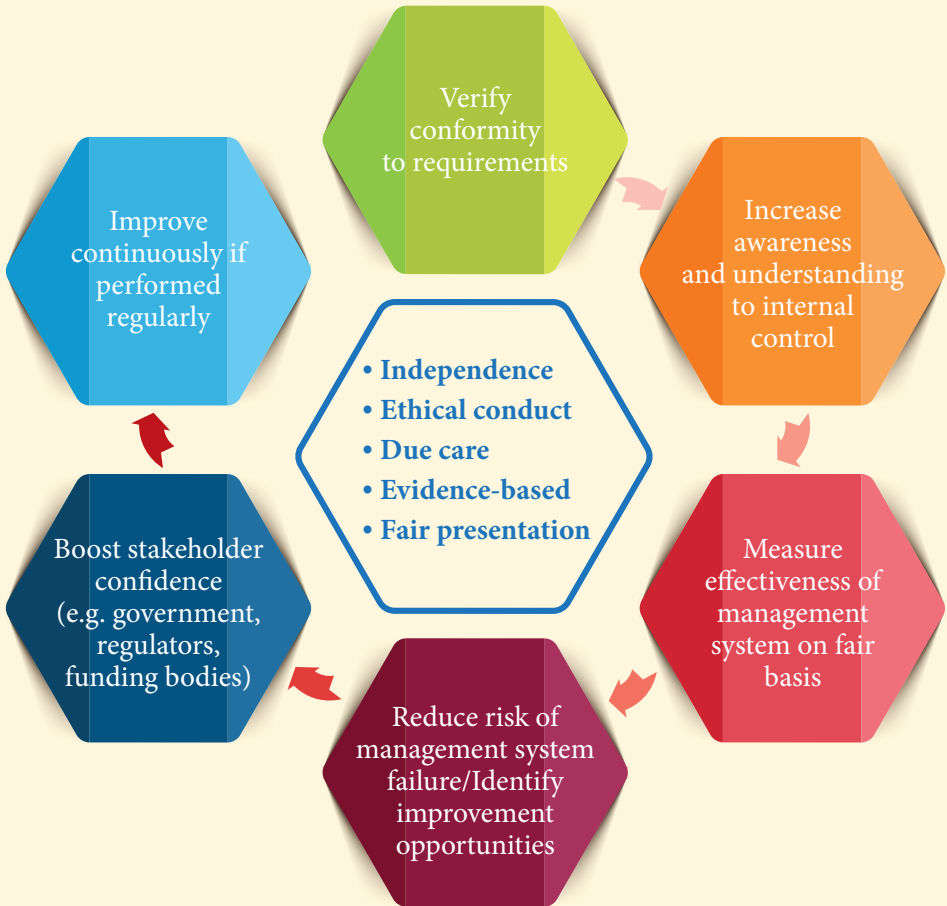 Verify
conformity
to requirements
Increase
awareness
and understanding
to internal
control
Measure
effectiveness of
management
system on fair
basis
Reduce risk of
management system
failure/Identify
improvement
opportunities
Boost stakeholder
confidence
(e.g. government,
regulators,
funding bodies)
Improve
continuously if
performed
regularly
• Independence
• Ethical conduct
• Due care
• Evidence-based
• Fair presentation